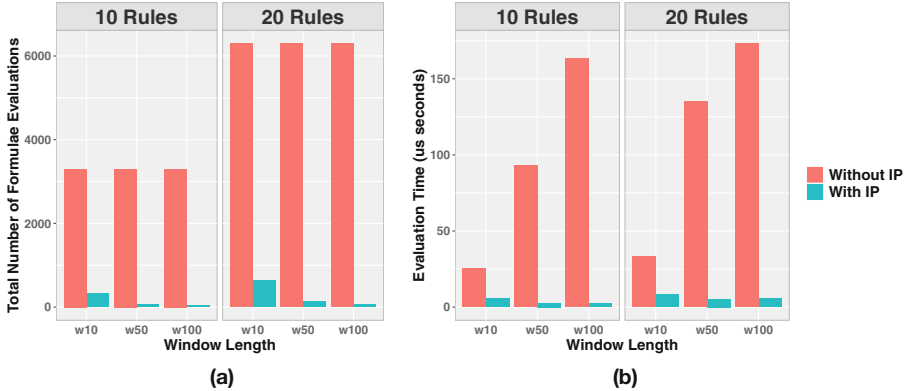 10 Rules 20 Rules
Total Number of Formulae Evaluations
6000
4000
2000
0
w10 w50 w100 w10 w50 w100
Window Length
(a)
10 Rules 20 Rules
Evaluation Time (us seconds)
150
100
50
0
w10 w50 w100 w10 w50 w100
Window Length
(b)
Without IP
With IP